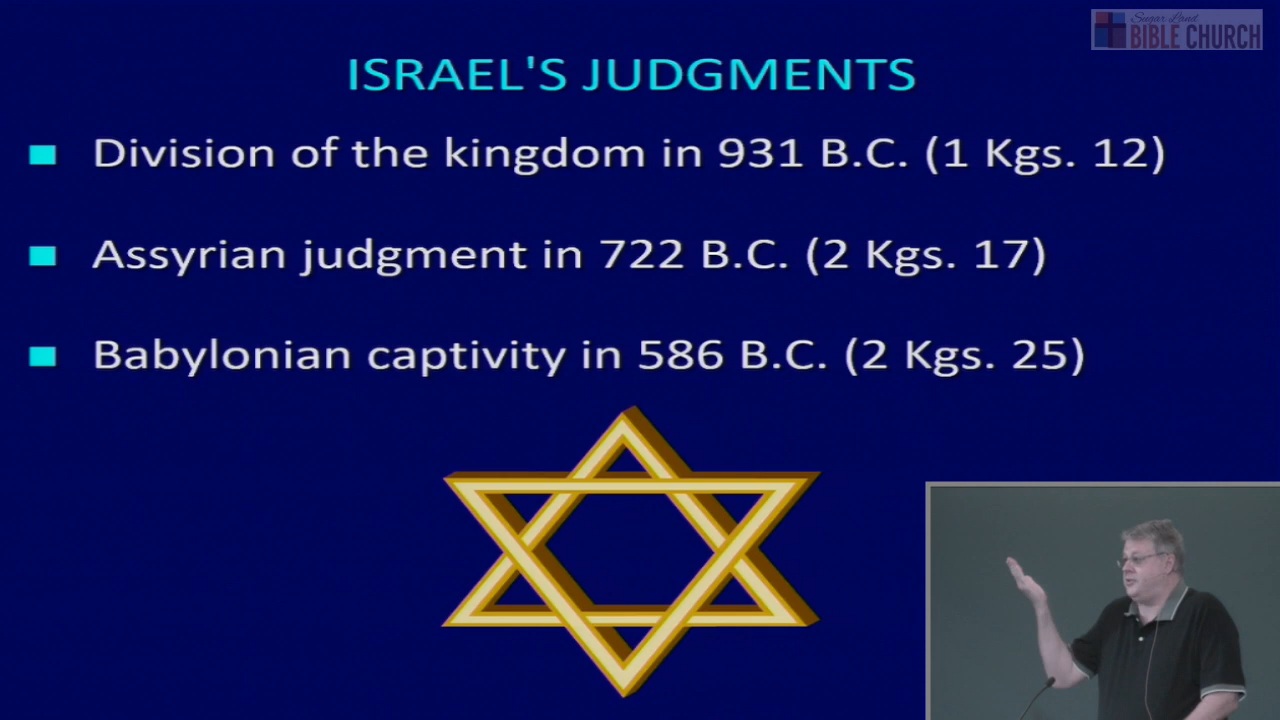 Sugar Land
BIBLE CHURCH
ISRAEL'S JUDGMENTS
Division of the kingdom in 931 B.C. (1 Kgs. 12)
Assyrian judgment in 722 B.C. (2 Kgs. 17)
Babylonian captivity in 586 B.C. (2 Kgs. 25)